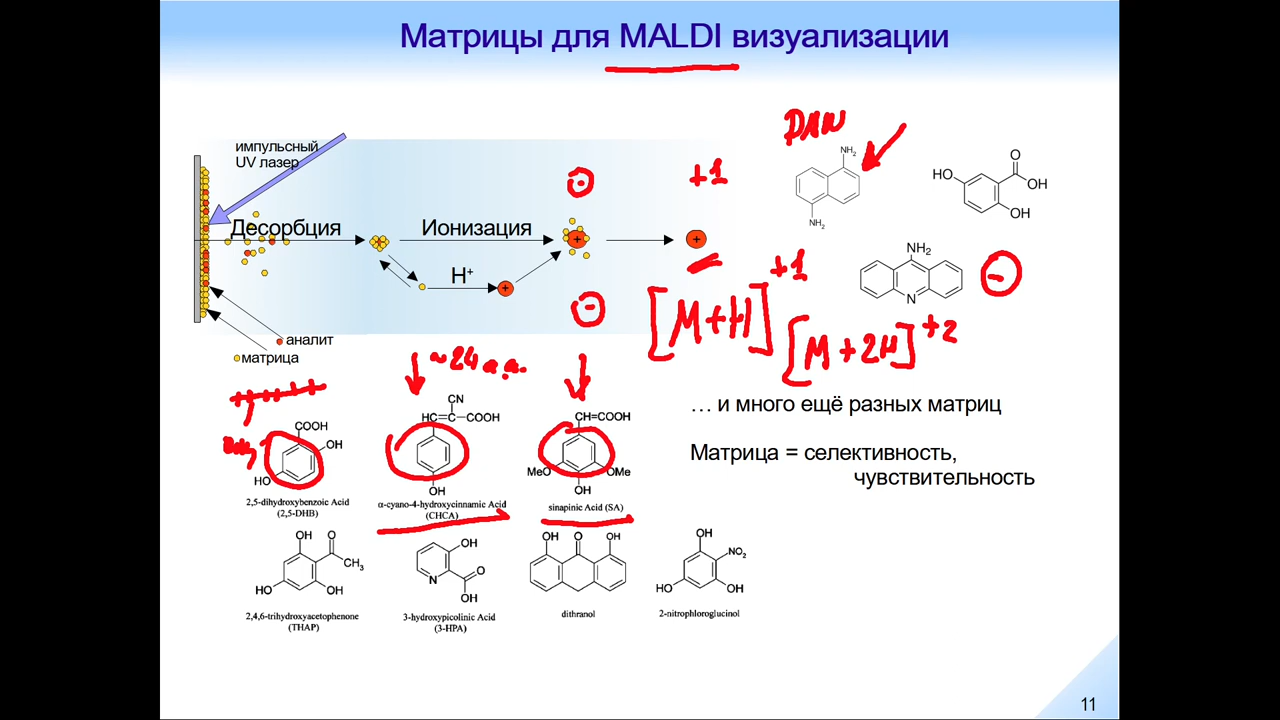 Матрицы для MALDI визуализации
импульсный
UV лазер
Десорбция
Ионизация
H⁺
+
+
+
аналит
матрица
-
-
+1
[M+H]⁺¹
[M+2H]⁺²
DAN
NH₂
NH₂
HO
O
OH
OH
NH₂
N
-
~24 а.а.
COOH
OH
HO
2,5-dihydroxybenzoic Acid
(2,5-DHB)
CN
HC=C-COOH
OH
α-cyano-4-hydroxycinnamic Acid
(CHCA)
CH=COOH
MeO
OMe
OH
sinapinic Acid (SA)
… и много ещё разных матриц
Матрица = селективность,
чувствительность
OH
O
CH₃
HO
OH
2,4,6-trihydroxyacetophenone
(THAP)
OH
N
O
OH
3-hydroxypicolinic Acid
(3-HPA)
OH
O
OH
dithranol
OH
NO₂
HO
OH
2-nitrophloroglucinol
11